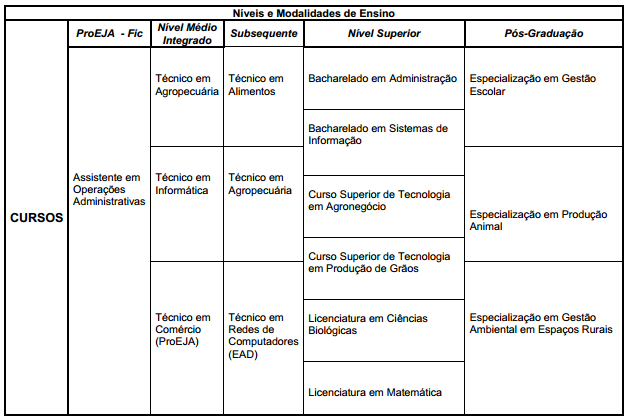 Níveis e Modalidades de Ensino
ProEJA - Fic
Nível Médio
Integrado
Subsequente
Nível Superior
Pós-Graduação
CURSOS
Assistente em
Operações
Administrativas
Técnico em
Agropecuária
Técnico em
Informática
Técnico em
Comércio
(ProEJA)
Técnico em
Alimentos
Técnico em
Agropecuária
Técnico em
Redes de
Computadores
(EAD)
Bacharelado em Administração
Bacharelado em Sistemas de
Informação
Curso Superior de Tecnologia
em Agronegócio
Curso Superior de Tecnologia
em Produção de Grãos
Licenciatura em Ciências
Biológicas
Licenciatura em Matemática
Especialização em Gestão
Escolar
Especialização em Produção
Animal
Especialização em Gestão
Ambiental em Espaços Rurais